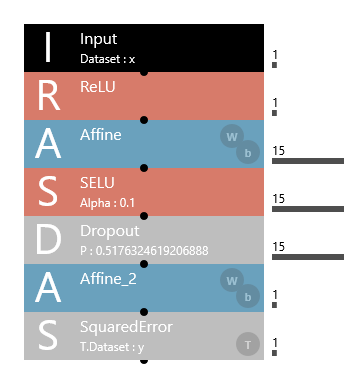 I Input 1
Dataset : x
R ReLU 1
A Affine W b 15
S SELU 15
Alpha : 0.1
D Dropout 15
P : 0.5176324619206888
A Affine_2 W b 1
S SquaredError T 1
T.Dataset : y